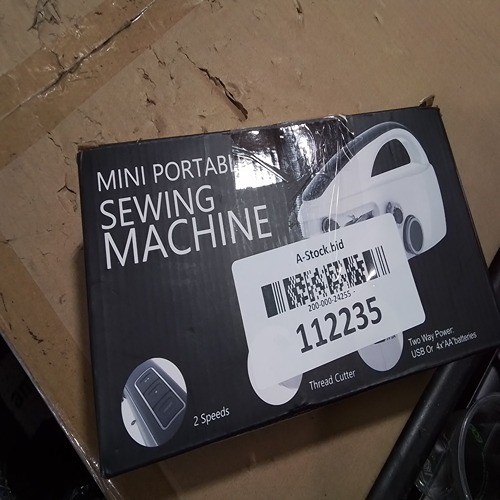 MINI PORTABL
SEWING
MACHINE
A-Stock.bid
200-000-24255
112235
2 Speeds
Thread Cutter
Two Way Power:
USB Or 4x"AA"batteries